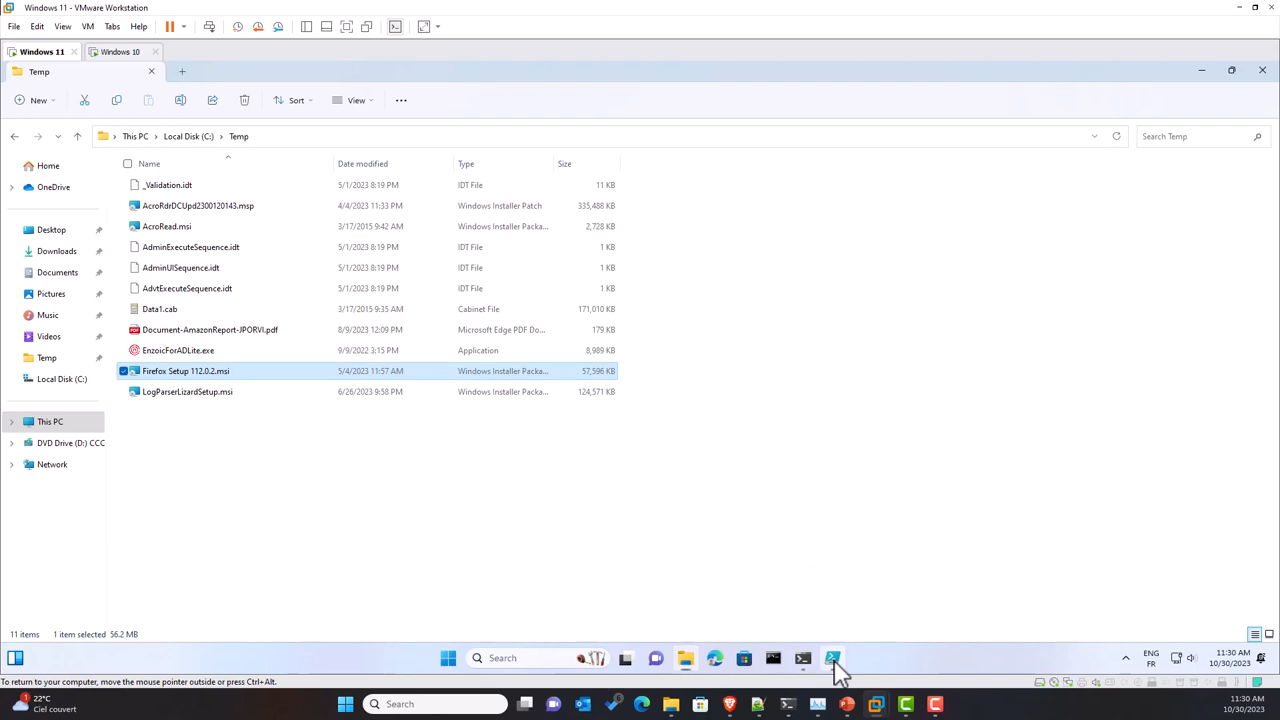 Windows 11 - VMware Workstation
File Edit View VM Tabs Help
Windows 11 Windows 10
Temp
New Sort View
This PC Local Disk (C:) Temp Search Temp
Name Date modified Type Size
_Validation.idt 5/1/2023 8:19 PM IDT File 11 KB
AcroRdrDCUpd2300120143.msp 4/4/2023 11:33 PM Windows Installer Patch 335,488 KB
AcroRead.msi 3/17/2015 9:42 AM Windows Installer Packa... 2,728 KB
AdminExecuteSequence.idt 5/1/2023 8:19 PM IDT File 1 KB
AdminUISequence.idt 5/1/2023 8:19 PM IDT File 1 KB
AdvtExecuteSequence.idt 5/1/2023 8:19 PM IDT File 1 KB
Data1.cab 3/17/2015 9:35 AM Cabinet File 171,010 KB
Document-AmazonReport-JPORVI.pdf 8/9/2023 12:09 PM Microsoft Edge PDF Do... 179 KB
EnzoicForADLite.exe 9/9/2022 3:15 PM Application 8,989 KB
Firefox Setup 112.0.2.msi 5/4/2023 11:57 AM Windows Installer Packa... 57,596 KB
LogParserLizardSetup.msi 6/26/2023 9:58 PM Windows Installer Packa... 124,571 KB
Home
OneDrive
Desktop
Downloads
Documents
Pictures
Music
Videos
Temp
Local Disk (C:)
This PC
DVD Drive (D:) CCC
Network
11 items 1 item selected 56.2 MB
Search
ENG
FR
11:30 AM
10/30/2023
To return to your computer, move the mouse pointer outside or press Ctrl+Alt.
1
22°C
Ciel couvert
Search
11:30 AM
10/30/2023